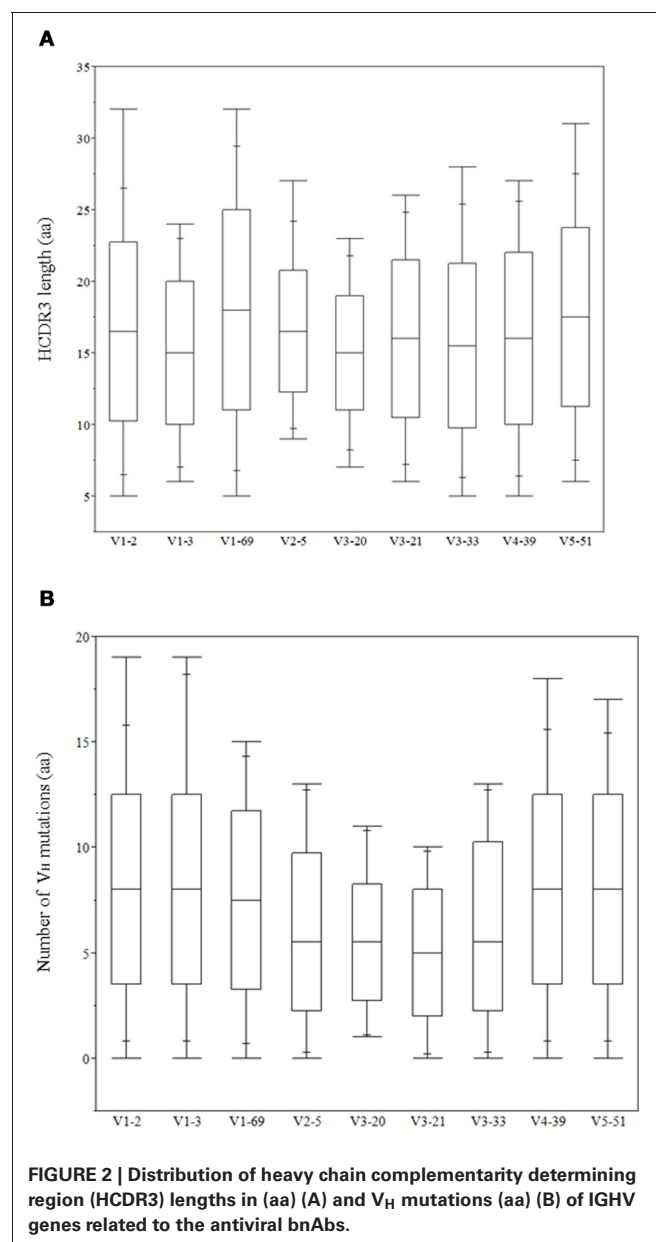 A
35
30
25
20
15
10
5
HCDR3 length (aa)
V1-2 V1-3 V1-69 V2-5 V3-20 V3-21 V3-33 V4-39 V5-51
B
20
15
10
5
0
Number of VH mutations (aa)
V1-2 V1-3 V1-69 V2-5 V3-20 V3-21 V3-33 V4-39 V5-51
FIGURE 2 | Distribution of heavy chain complementarity determining
region (HCDR3) lengths in (aa) (A) and VH mutations (aa) (B) of IGHV
genes related to the antiviral bnAbs.